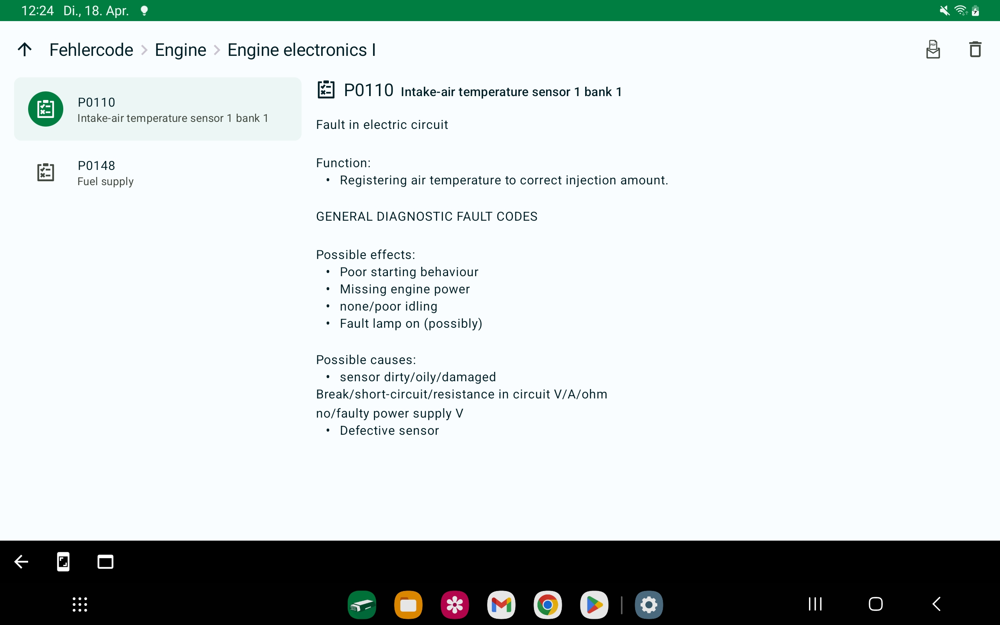 12:24 Di., 18. Apr.
Fehlercode > Engine > Engine electronics I
PDF
P0110
Intake-air temperature sensor 1 bank 1
P0148
Fuel supply
P0110 Intake-air temperature sensor 1 bank 1
Fault in electric circuit
Function:
• Registering air temperature to correct injection amount.
GENERAL DIAGNOSTIC FAULT CODES
Possible effects:
• Poor starting behaviour
• Missing engine power
• none/poor idling
• Fault lamp on (possibly)
Possible causes:
• sensor dirty/oily/damaged
Break/short-circuit/resistance in circuit V/A/ohm
no/faulty power supply V
• Defective sensor